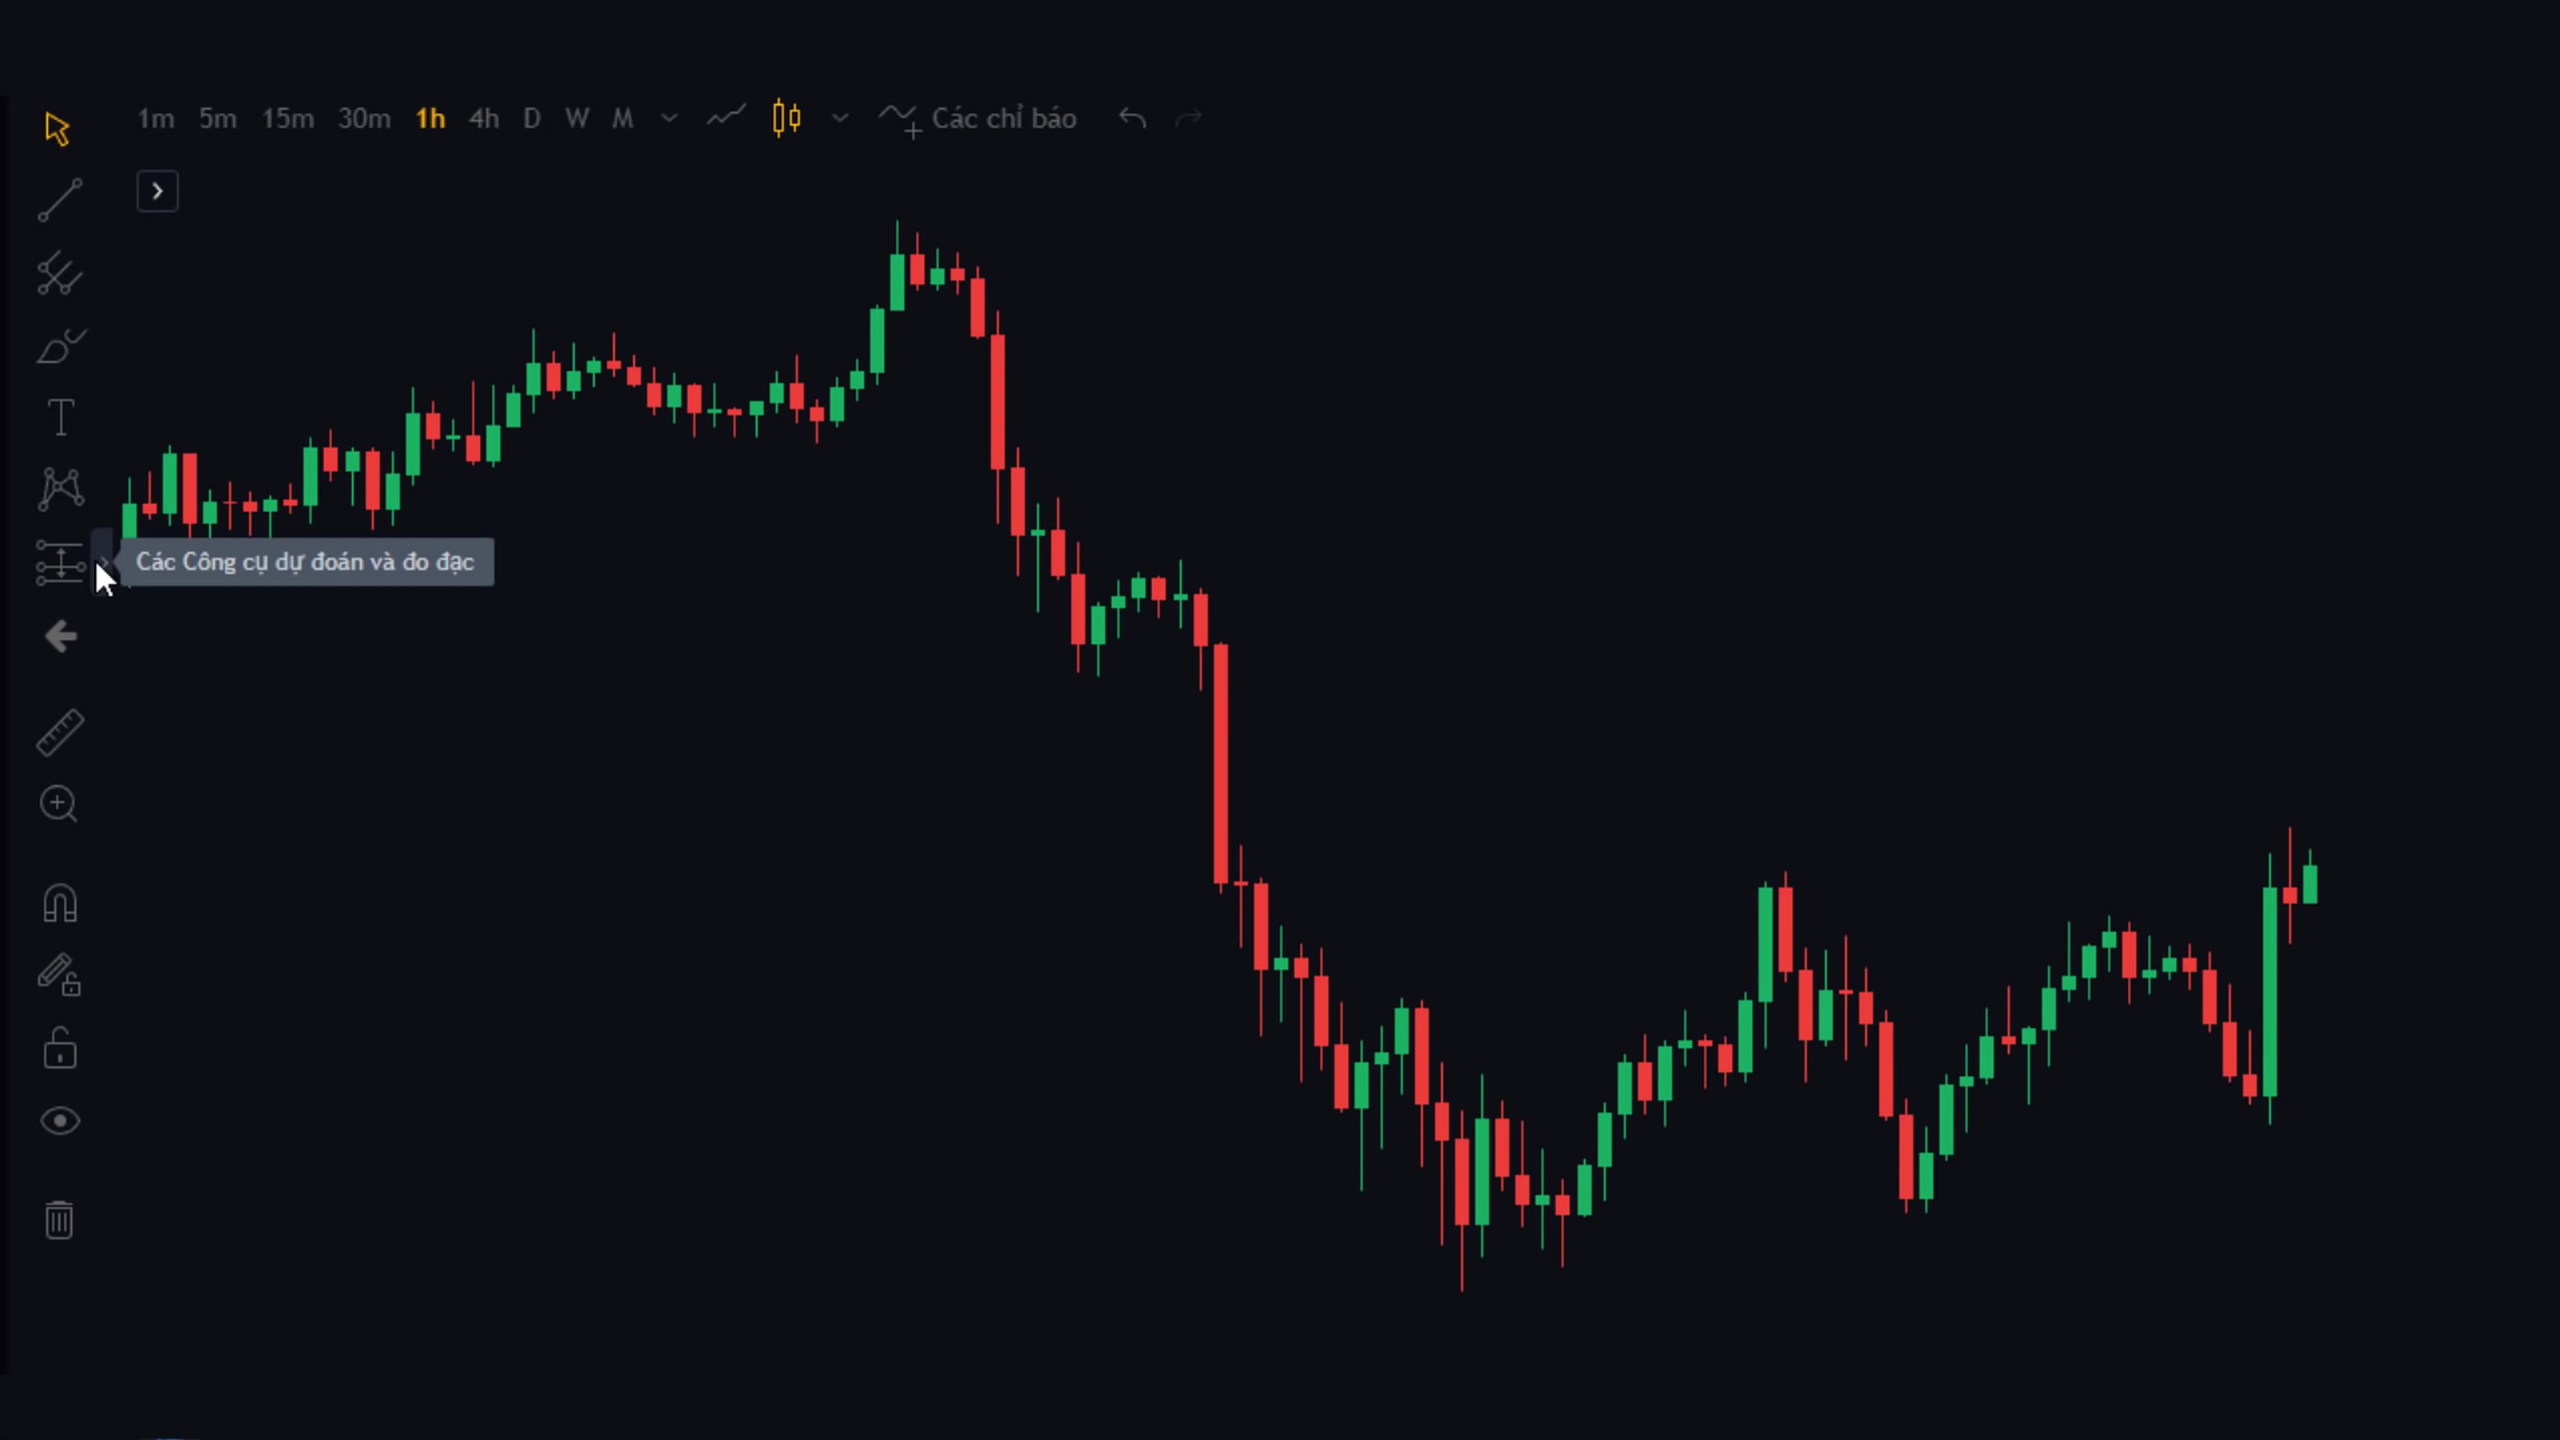 1m 5m 15m 30m 1h 4h D W M Các chỉ báo
Các Công cụ dự đoán và đo đạc